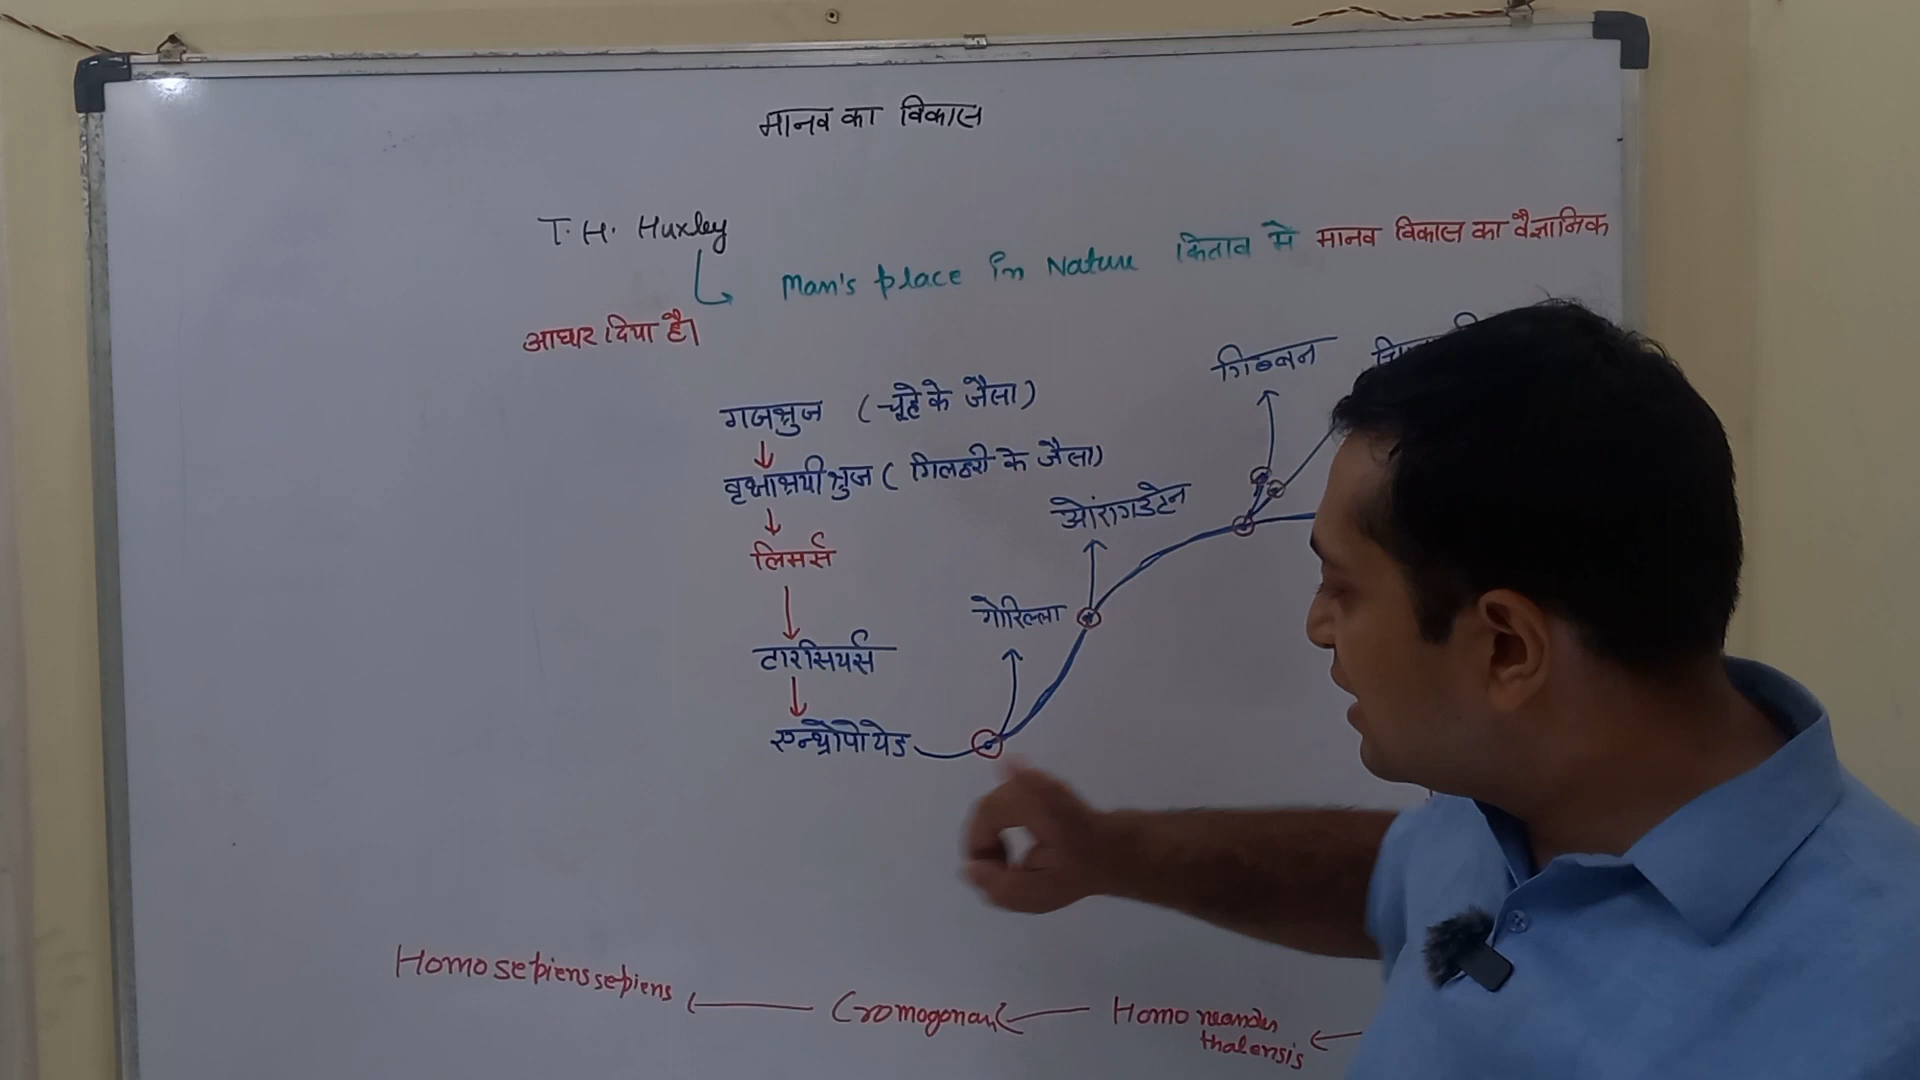 मानव का विकास
T. H. Huxley
Man's place in Nature किताब में मानव विकास का वैज्ञानिक
आधार दिया है।
गिब्बन
गजश्रुज (चूहे के जैसा)
वृक्षाश्रयी श्रुज (गिलहरी के जैसा)
ओरांगउटेन
लिमर्स
गोरिल्ला
टारसियर्स
एन्थ्रोपोयेड
Homo sepiens sepiens
Cromogonan
Homo neander
thalensis